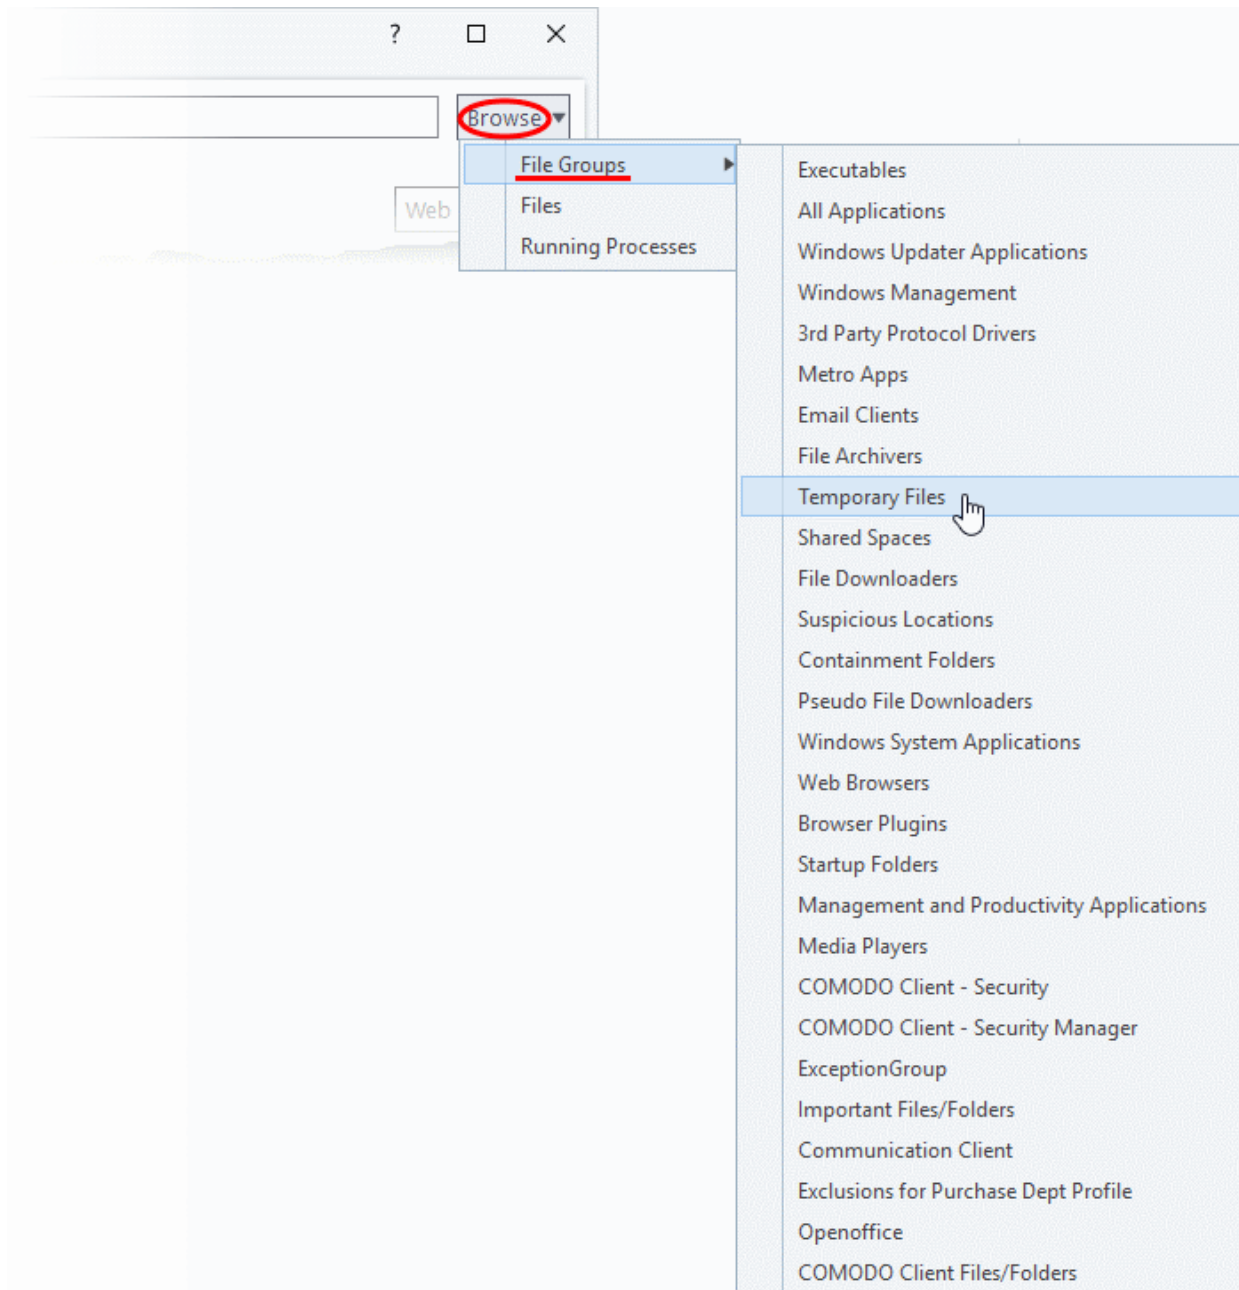 ?
Browse
File Groups
Web
Files
Running Processes
Executables
All Applications
Windows Updater Applications
Windows Management
3rd Party Protocol Drivers
Metro Apps
Email Clients
File Archivers
Temporary Files
Shared Spaces
File Downloaders
Suspicious Locations
Containment Folders
Pseudo File Downloaders
Windows System Applications
Web Browsers
Browser Plugins
Startup Folders
Management and Productivity Applications
Media Players
COMODO Client - Security
COMODO Client - Security Manager
ExceptionGroup
Important Files/Folders
Communication Client
Exclusions for Purchase Dept Profile
Openoffice
COMODO Client Files/Folders